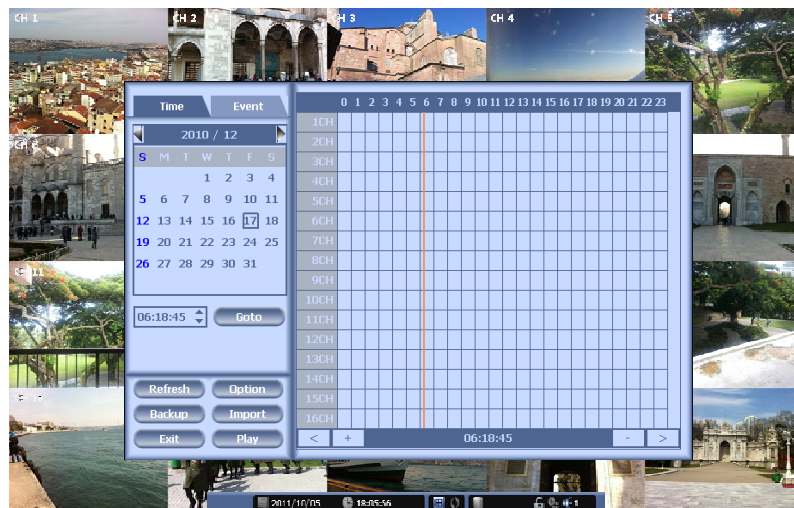 CH 1 CH 2 CH 3 CH 4 CH 5
Time Event
0 1 2 3 4 5 6 7 8 9 10 11 12 13 14 15 16 17 18 19 20 21 22 23
2010 / 12
S M T W T F S
1 2 3 4
5 6 7 8 9 10 11
12 13 14 15 16 17 18
19 20 21 22 23 24 25
26 27 28 29 30 31
06:18:45 Goto
Refresh Option
Backup Import
Exit Play
1CH
2CH
3CH
4CH
5CH
6CH
7CH
8CH
9CH
10CH
11CH
12CH
13CH
14CH
15CH
16CH
< + 06:18:45 - >
CH 11
2011/10/05 18:05:56 1